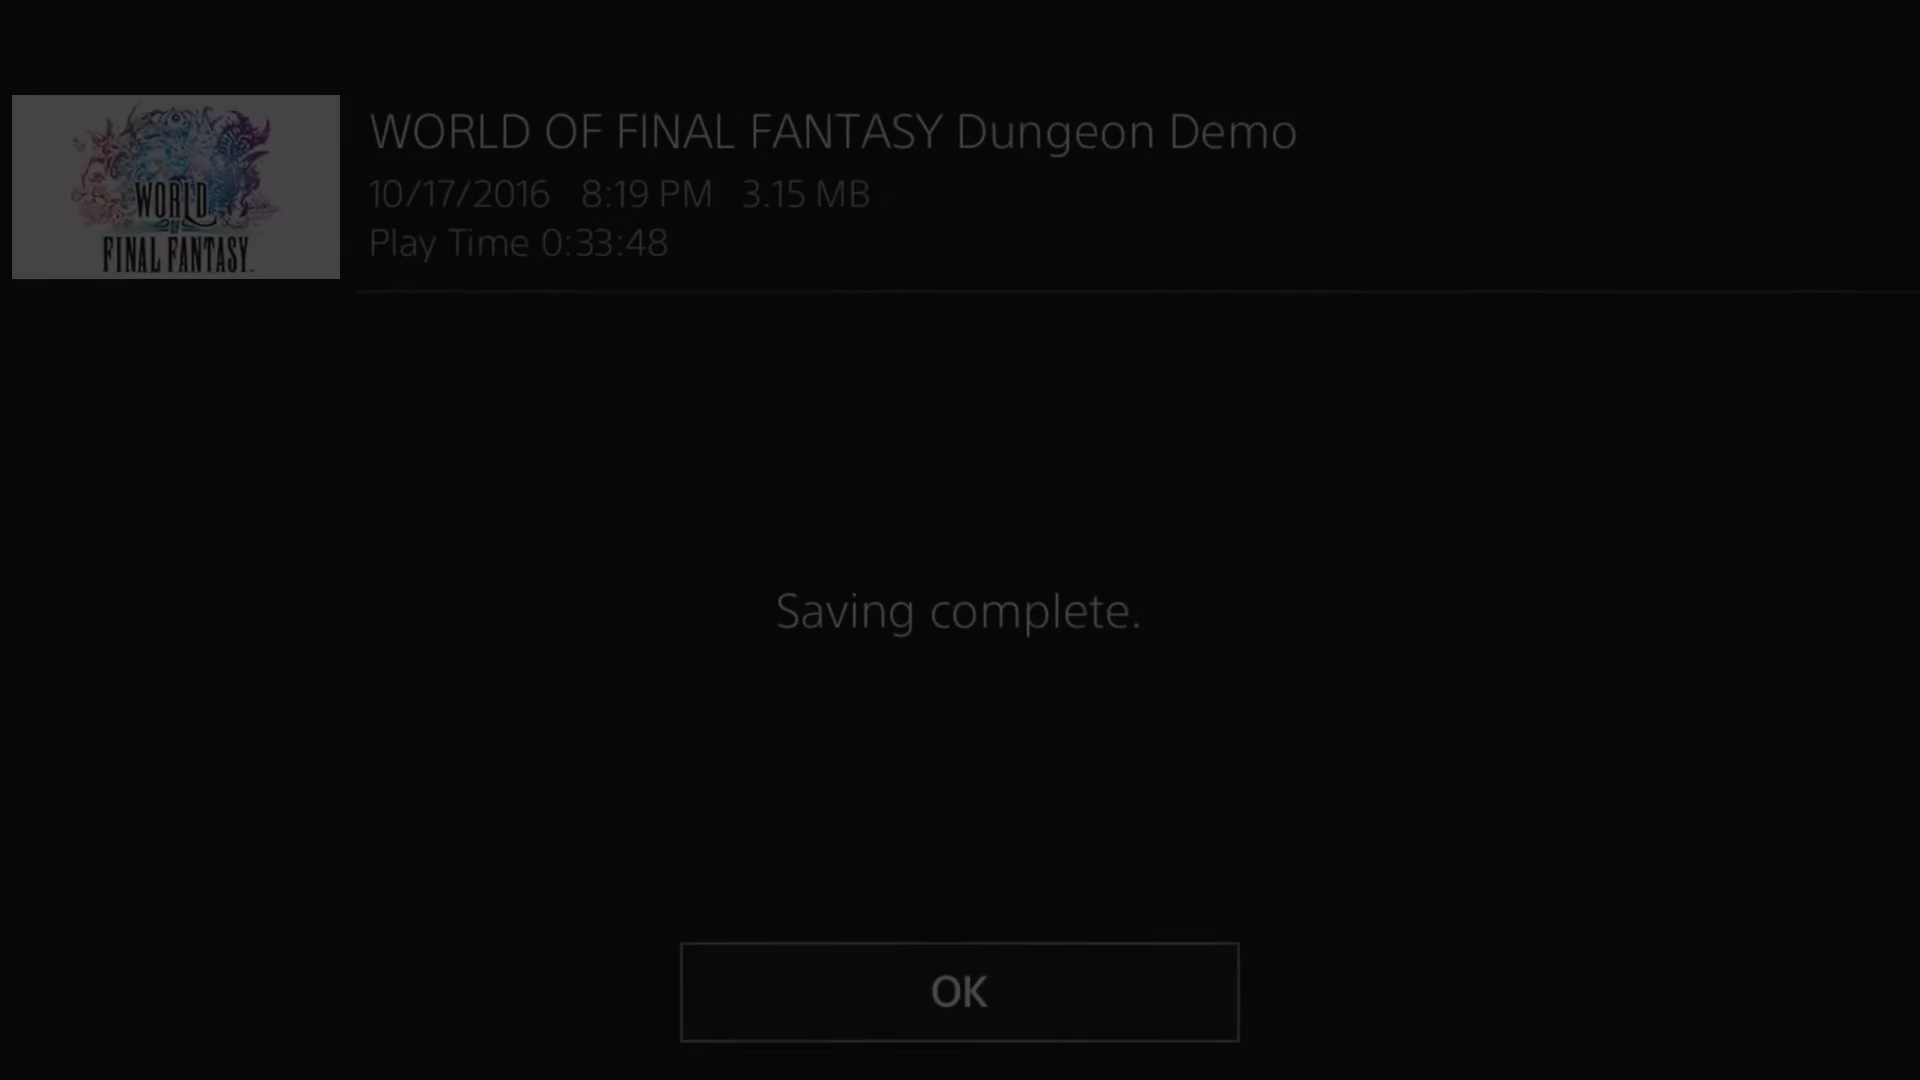 WORLD
OF
FINAL FANTASY
WORLD OF FINAL FANTASY Dungeon Demo
10/17/2016 8:19 PM 3.15 MB
Play Time 0:33:48
Saving complete.
OK